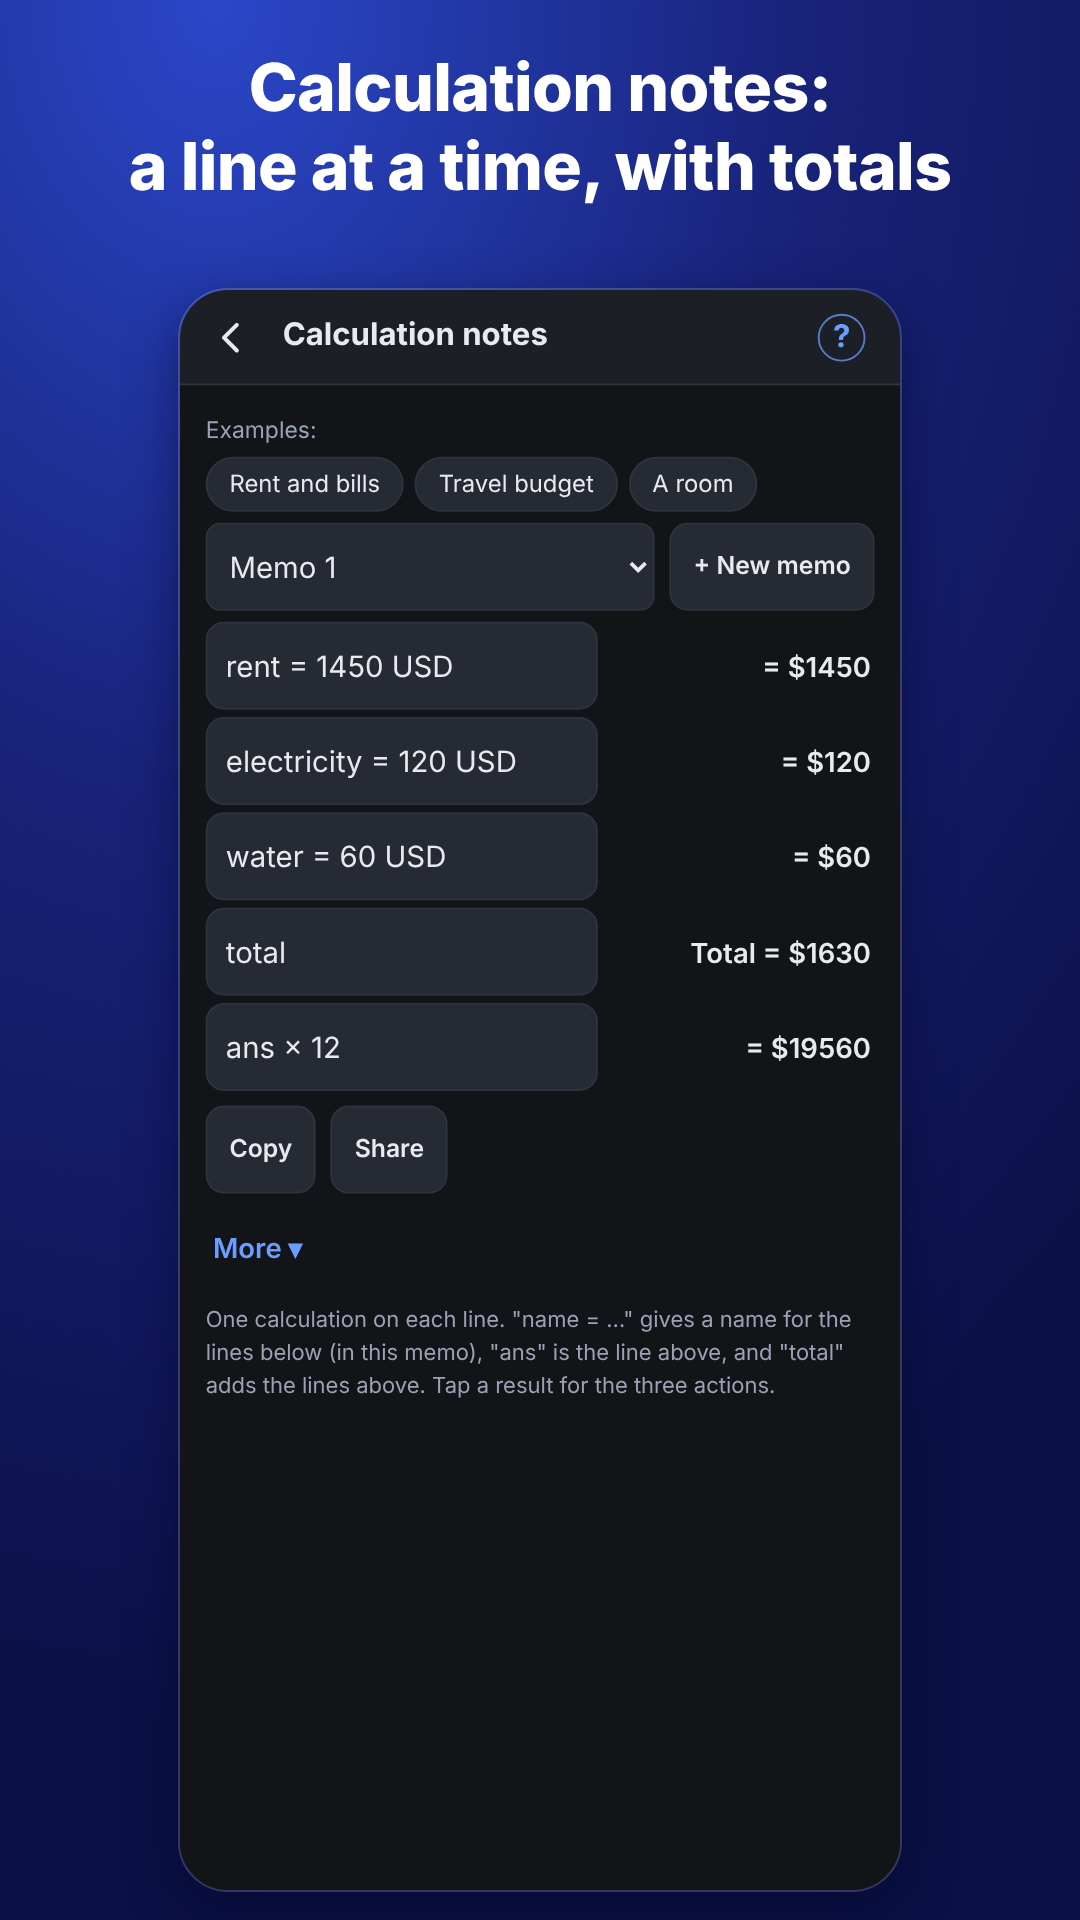 Calculation notes:
a line at a time, with totals
Calculation notes
?
Examples:
Rent and bills
Travel budget
A room
Memo 1
+ New memo
rent = 1450 USD
= $1450
electricity = 120 USD
= $120
water = 60 USD
= $60
total
Total = $1630
ans × 12
= $19560
Copy
Share
More ▾
One calculation on each line. "name = ..." gives a name for the
lines below (in this memo), "ans" is the line above, and "total"
adds the lines above. Tap a result for the three actions.